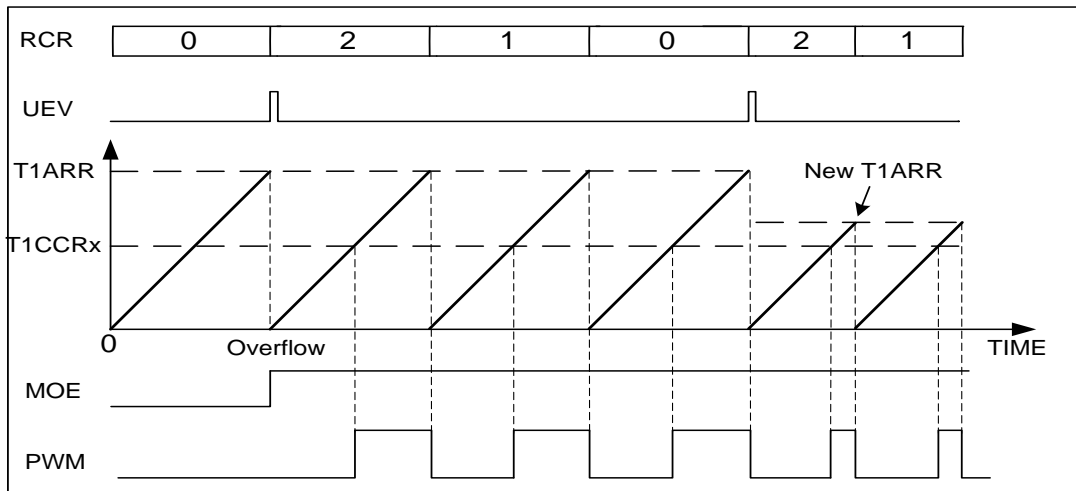 RCR 0 2 1 0 2 1
UEV
T1ARR
New T1ARR
T1CCRx
0 Overflow TIME
MOE
PWM